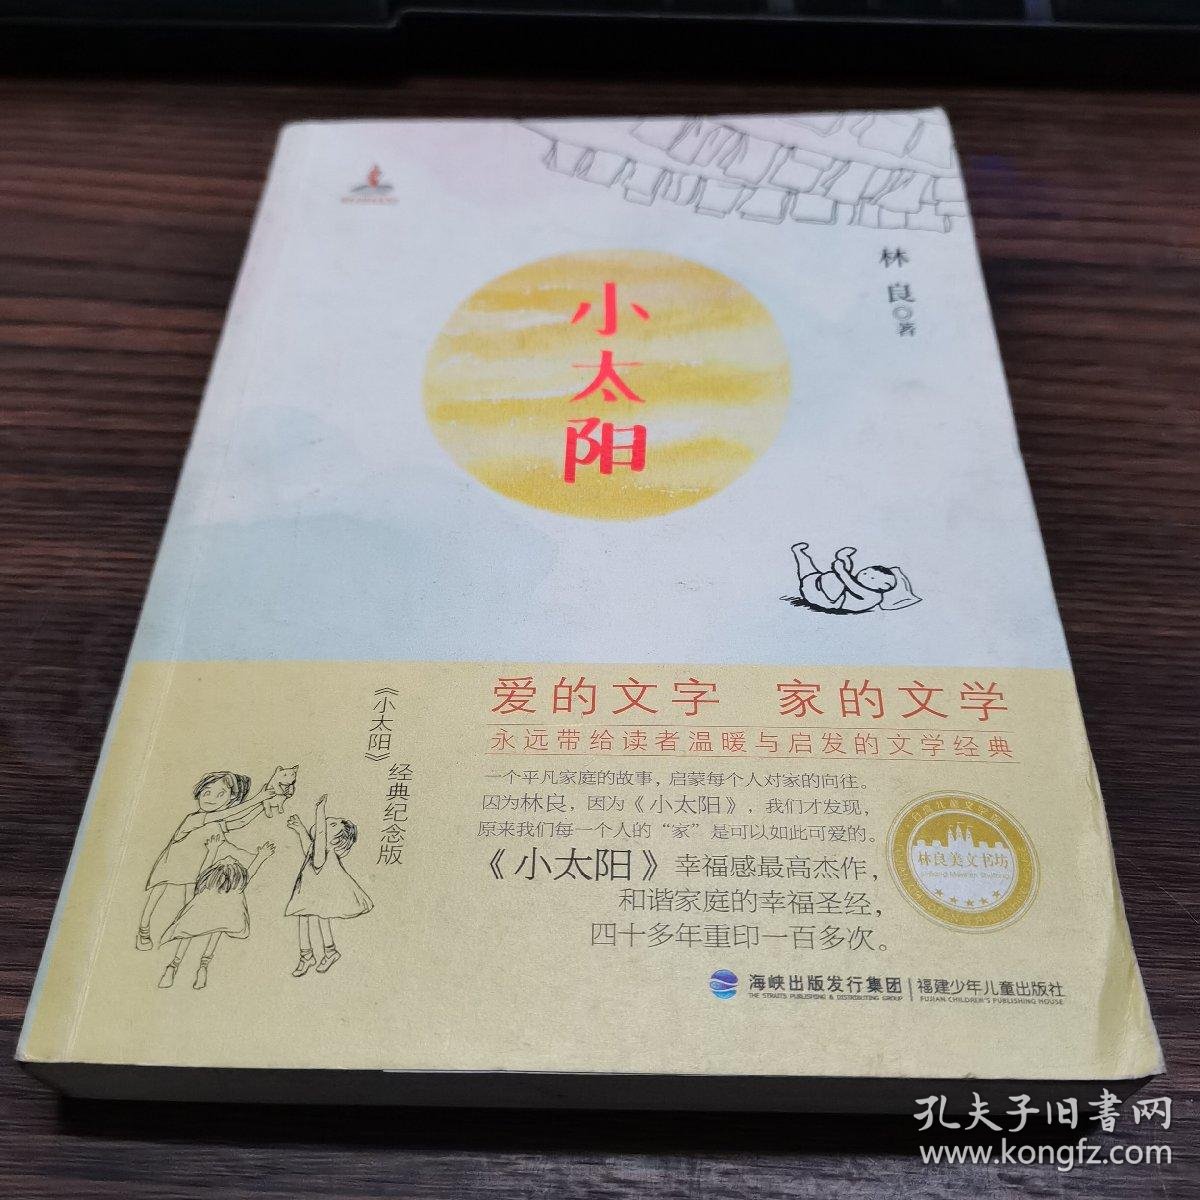 林良◎著
小太阳
爱的文字 家的文学
永远带给读者温暖与启发的文学经典
一个平凡家庭的故事，启蒙每个人对家的向往。
因为林良，因为《小太阳》，我们才发现，
原来我们每一个人的“家”是可以如此可爱的。
《小太阳》幸福感最高杰作，
和谐家庭的幸福圣经，
四十多年重印一百多次。
《小太阳》经典纪念版
林良美文书坊
海峡出版发行集团
THE STRAITS PUBLISHING & DISTRIBUTING GROUP
福建少年儿童出版社
FUJIAN CHILDREN'S PUBLISHING HOUSE
孔夫子旧書网
www.kongfz.com